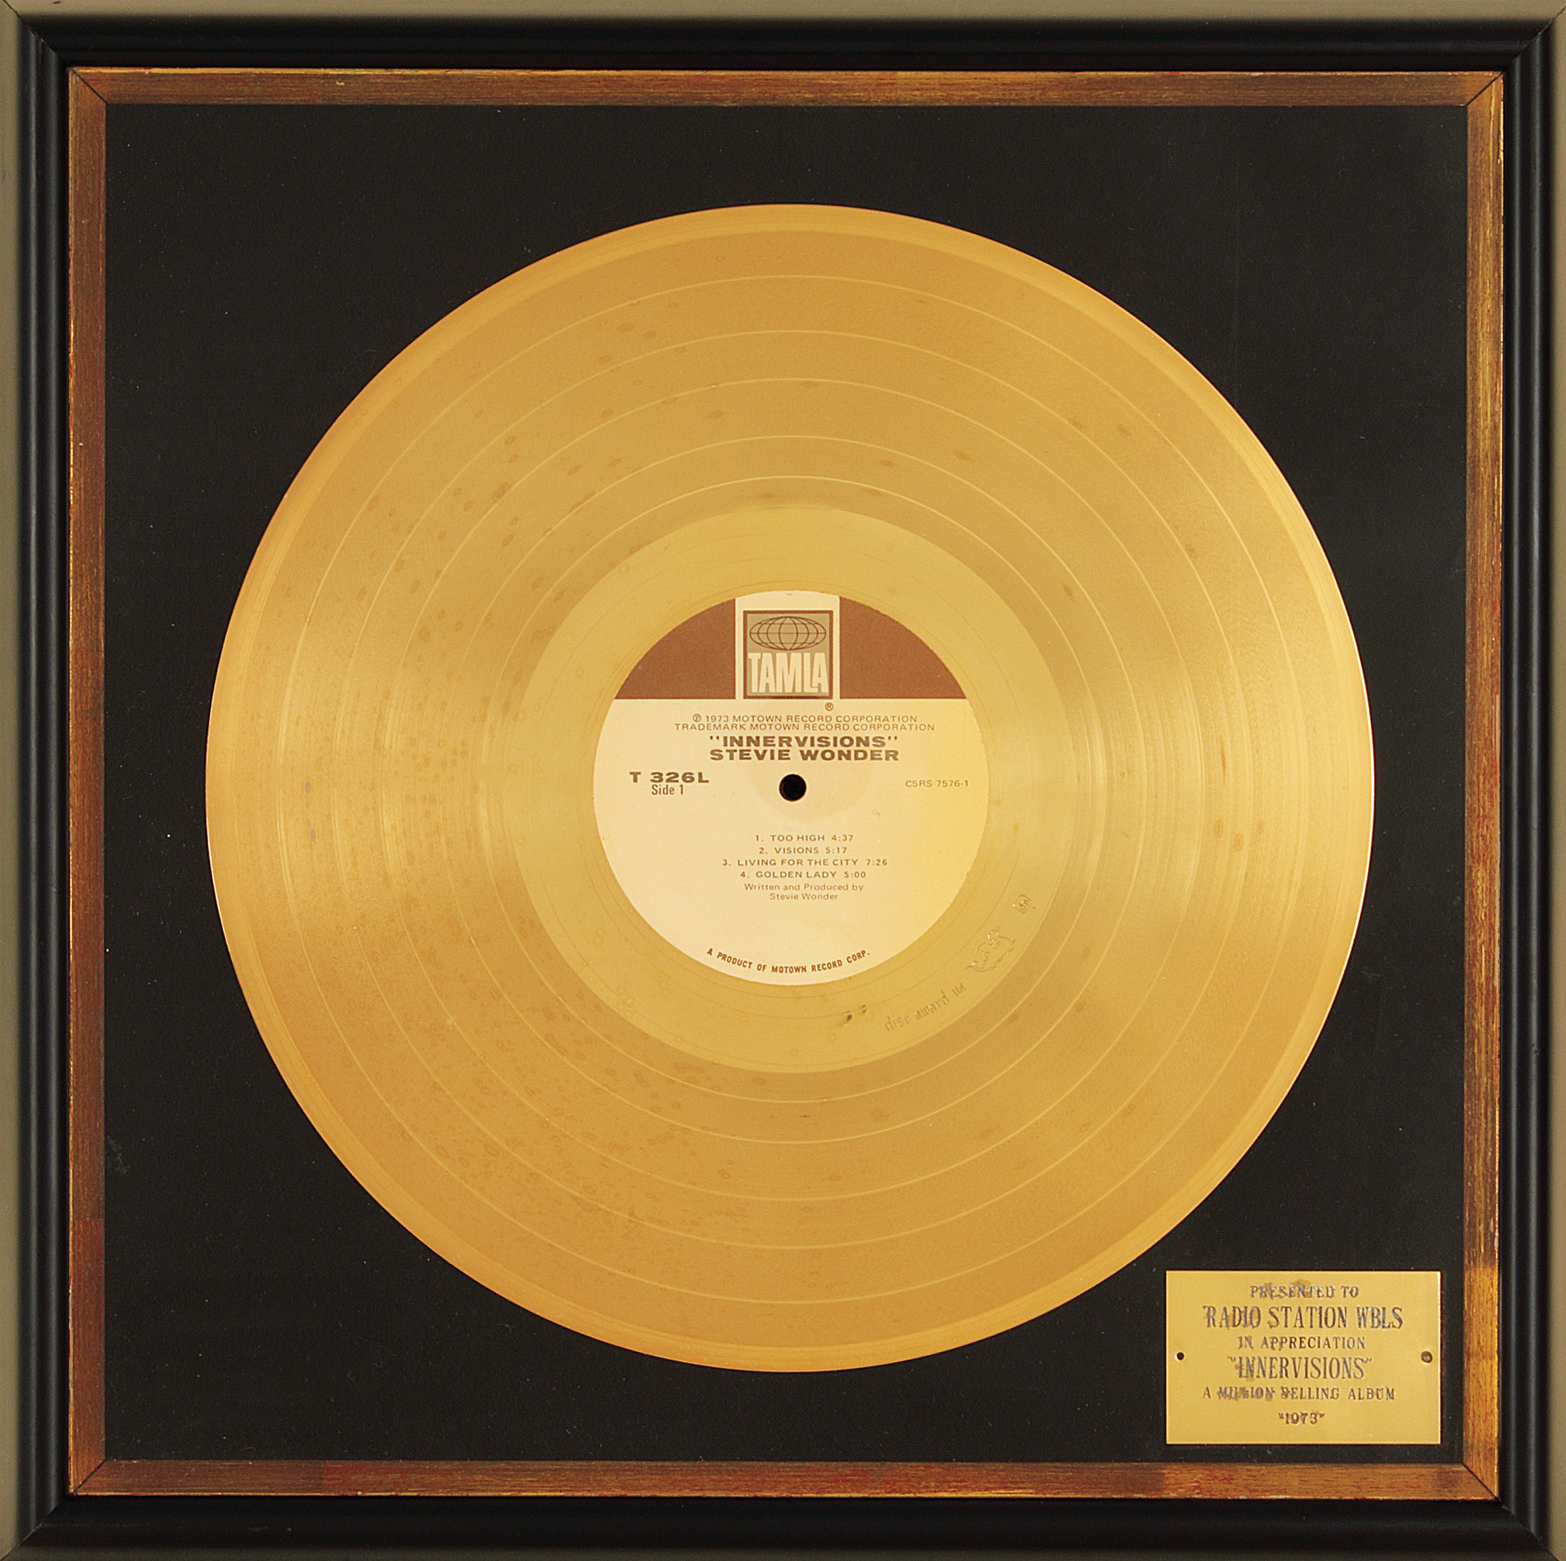 TAMLA
®
℗ 1973 MOTOWN RECORD CORPORATION
TRADEMARK MOTOWN RECORD CORPORATION
"INNERVISIONS"
STEVIE WONDER
T 326L
Side 1
C5RS-7576-1
1. TOO HIGH 4:37
2. VISIONS 5:17
3. LIVING FOR THE CITY 7:26
4. GOLDEN LADY 5:00
Written and Produced by
Stevie Wonder
A PRODUCT OF MOTOWN RECORD CORP.
disc award
PRESENTED TO
RADIO STATION WBLS
IN APPRECIATION
"INNERVISIONS"
A MILLION SELLING ALBUM
"1973"